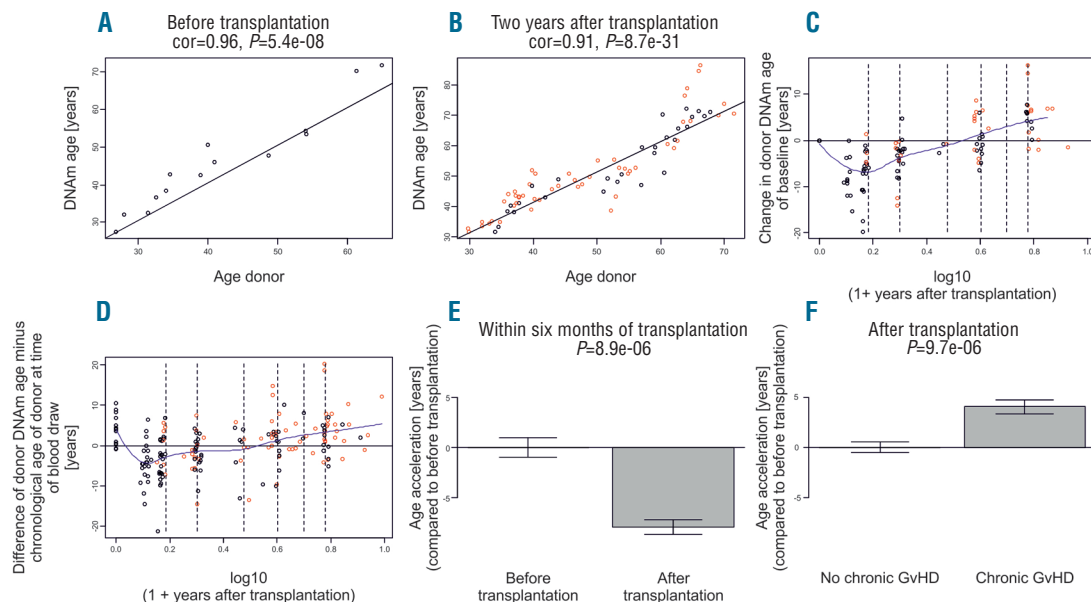 A
Before transplantation
cor=0.96, P=5.4e-08
DNAm age [years]
70
60
50
40
30
30
40
50
60
Age donor
B
Two years after transplantation
cor=0.91, P=8.7e-31
DNAm age [years]
80
70
60
50
40
30
30
40
50
60
70
Age donor
C
Change in donor DNAm age
of baseline [years]
10
0
-10
-20
0.0
0.2
0.4
0.6
0.8
1.0
log10
(1+ years after transplantation)
D
Difference of donor DNAm age minus
chronological age of donor at time
of blood draw
[years]
20
10
0
-10
-20
0.0
0.2
0.4
0.6
0.8
1.0
log10
(1 + years after transplantation)
E
Within six months of transplantation
P=8.9e-06
Age acceleration [years]
(compared to before transplantation)
5
0
-5
Before
transplantation
After
transplantation
F
After transplantation
P=9.7e-06
Age acceleration [years]
(compared to before transplantation)
5
0
-5
No chronic GvHD
Chronic GvHD